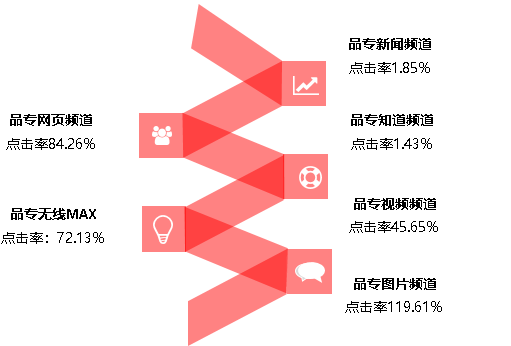 品专新闻频道
点击率1.85%
品专网页频道
点击率84.26%
品专知道频道
点击率1.43%
品专视频频道
点击率45.65%
品专无线MAX
点击率：72.13%
品专图片频道
点击率119.61%